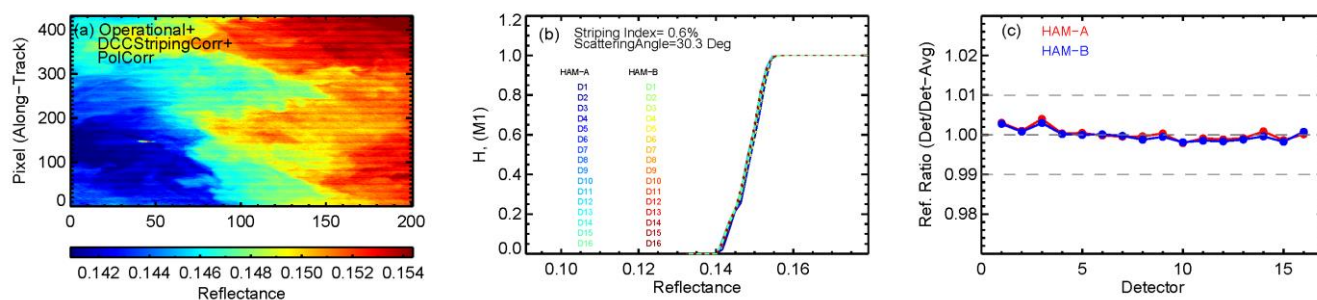 (a) Operational+
DCCStripingCorr+
PolCorr
Pixel (Along-Track)
400
300
200
100
0
0 50 100 150 200
0.142 0.144 0.146 0.148 0.150 0.152 0.154
Reflectance
(b) Striping Index= 0.6%
ScatteringAngle=30.3 Deg
HAM-A HAM-B
D1 D1
D2 D2
D3 D3
D4 D4
D5 D5
D6 D6
D7 D7
D8 D8
D9 D9
D10 D10
D11 D11
D12 D12
D13 D13
D14 D14
D15 D15
D16 D16
H, (M1)
1.2
1.0
0.8
0.6
0.4
0.2
0.0
0.10 0.12 0.14 0.16
Reflectance
(c) HAM-A
HAM-B
Ref. Ratio (Det/Det-Avg)
1.02
1.01
1.00
0.99
0.98
0 5 10 15
Detector